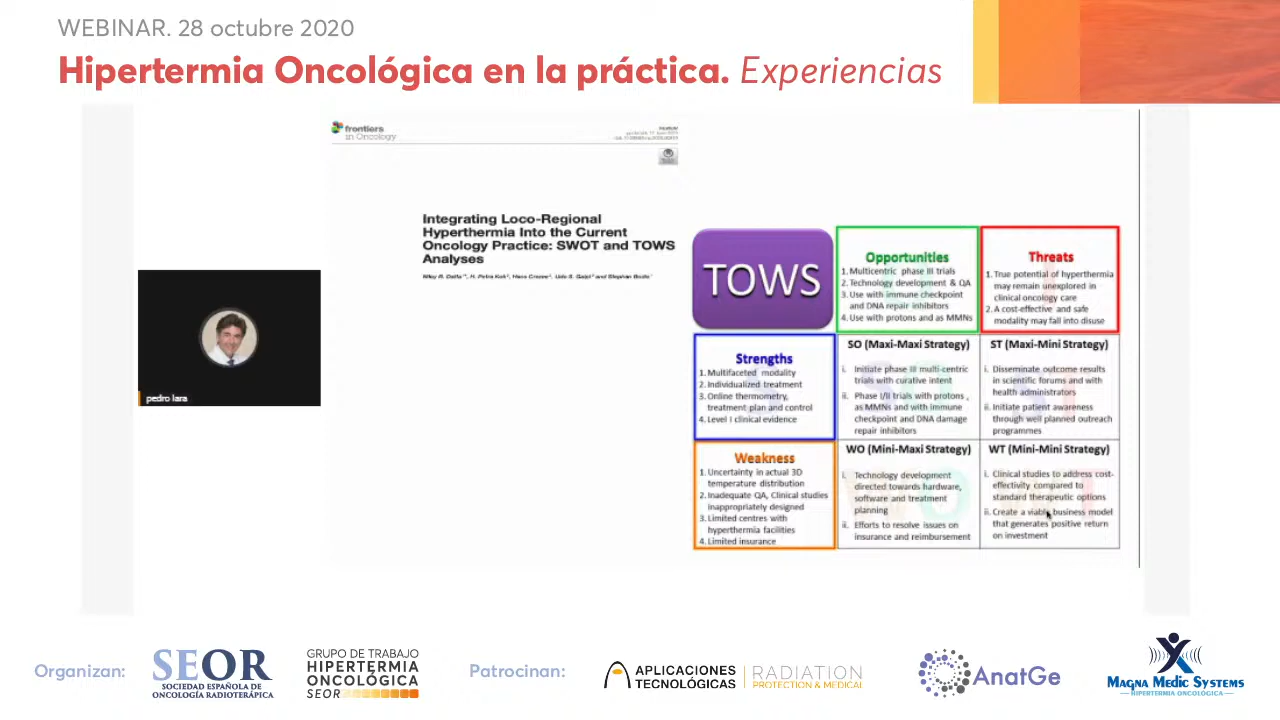 WEBINAR. 28 octubre 2020
Hipertermia Oncológica en la práctica. Experiencias
frontiers
in Oncology
Integrating Loco-Regional
Hyperthermia Into the Current
Oncology Practice: SWOT and TOWS
Analyses
pedro lara
TOWS
Opportunities
1. Multicentric phase III trials
2. Technology development & QA
3. Use with immune checkpoint
and DNA repair inhibitors
4. Use with protons and as MMNs
Threats
1. True potential of hyperthermia
may remain unexplored in
clinical oncology care
2. A cost-effective and safe
modality may fall into disuse
Strengths
1. Multifaceted modality
2. Individualized treatment
3. Online thermometry,
treatment plan and control
4. Level I clinical evidence
SO (Maxi-Maxi Strategy)
i. Initiate phase III multi-centric
trials with curative intent
ii. Phase I/II trials with protons ,
as MMNs and with immune
checkpoint and DNA damage
repair inhibitors
ST (Maxi-Mini Strategy)
i. Disseminate outcome results
in scientific forums and with
health administrators
ii. Initiate patient awareness
through well planned outreach
programmes
Weakness
1. Uncertainty in actual 3D
temperature distribution
2. Inadequate QA, Clinical studies
inappropriately designed
3. Limited centres with
hyperthermia facilities
4. Limited insurance
WO (Mini-Maxi Strategy)
i. Technology development
directed towards hardware,
software and treatment
planning
ii. Efforts to resolve issues on
insurance and reimbursement
WT (Mini-Mini Strategy)
i. Clinical studies to address cost-
effectivity compared to
standard therapeutic options
ii. Create a viable business model
that generates positive return
on investment
Organizan:
SEOR
SOCIEDAD ESPAÑOLA DE
ONCOLOGÍA RADIOTERÁPICA
GRUPO DE TRABAJO
HIPERTERMIA
ONCOLÓGICA
SEOR
Patrocinan:
APLICACIONES
TECNOLÓGICAS
RADIATION
PROTECTION & MEDICAL
AnatGe
MAGNA MEDIC SYSTEMS
HIPERTERMIA ONCOLÓGICA